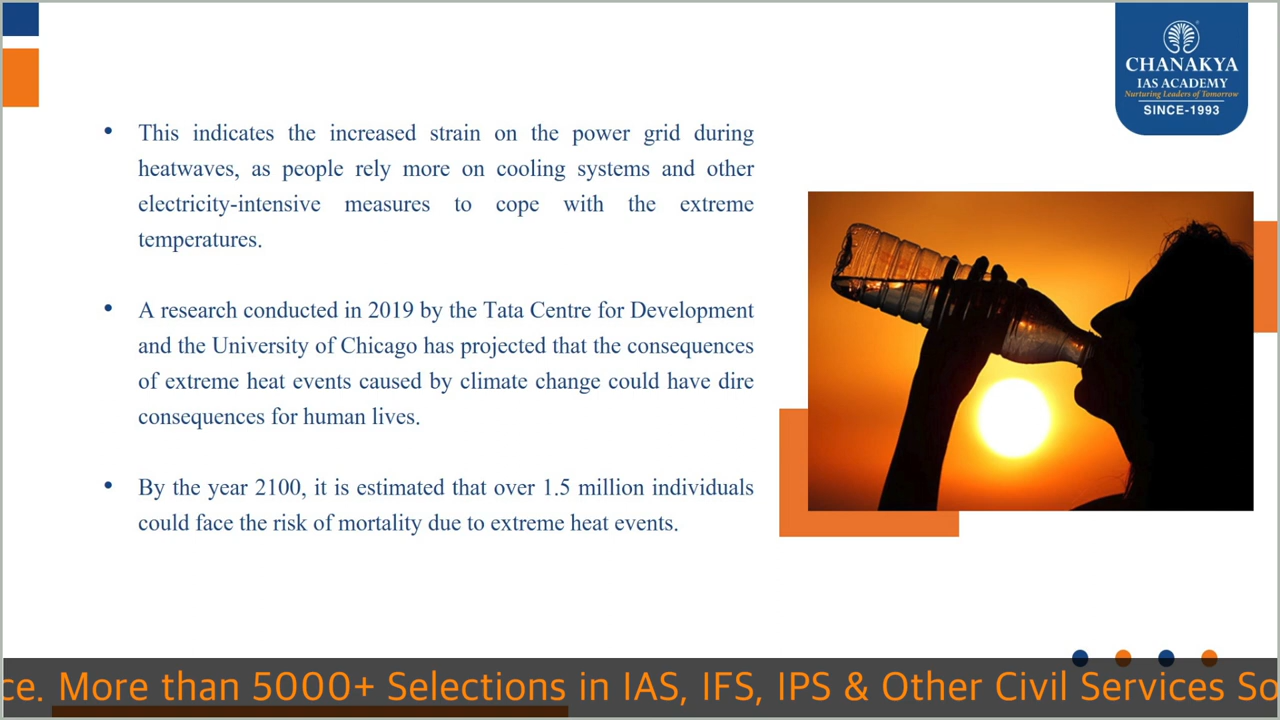 CHANAKYA
IAS ACADEMY
Nurturing Leaders of Tomorrow
SINCE-1993
• This indicates the increased strain on the power grid during
heatwaves, as people rely more on cooling systems and other
electricity-intensive measures to cope with the extreme
temperatures.
• A research conducted in 2019 by the Tata Centre for Development
and the University of Chicago has projected that the consequences
of extreme heat events caused by climate change could have dire
consequences for human lives.
• By the year 2100, it is estimated that over 1.5 million individuals
could face the risk of mortality due to extreme heat events.
ce. More than 5000+ Selections in IAS, IFS, IPS & Other Civil Services So